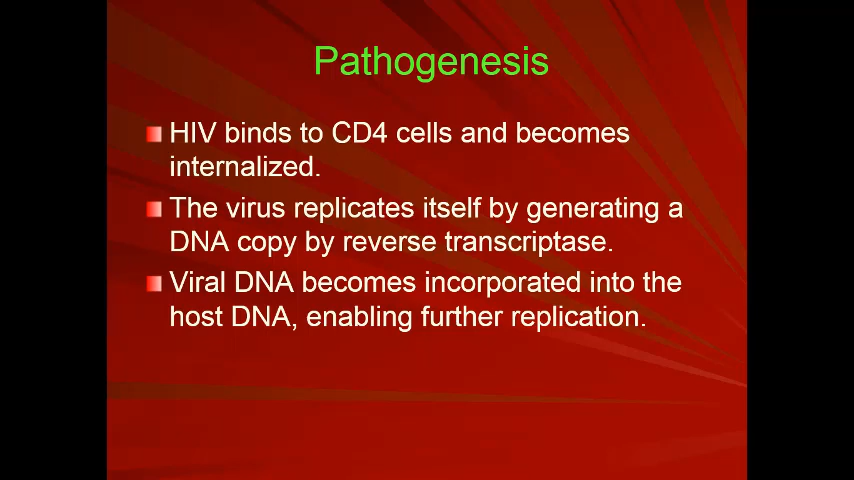 Pathogenesis
HIV binds to CD4 cells and becomes
internalized.
The virus replicates itself by generating a
DNA copy by reverse transcriptase.
Viral DNA becomes incorporated into the
host DNA, enabling further replication.